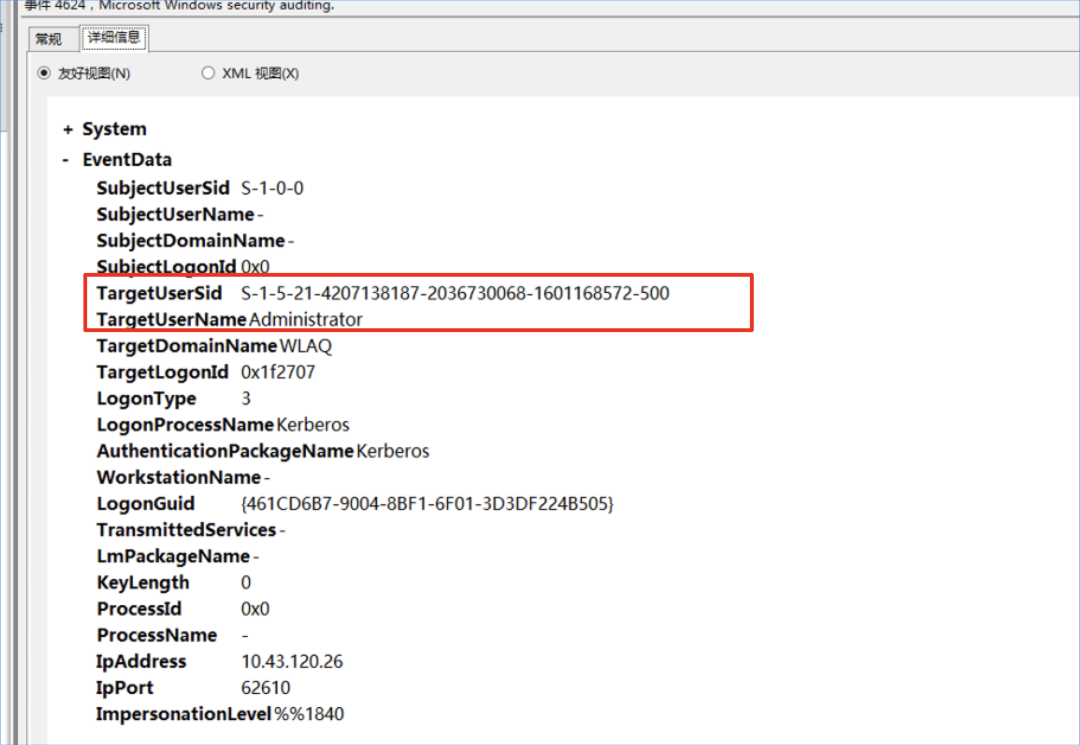 事件 4624，Microsoft Windows security auditing.
常规 详细信息
友好视图(N) XML 视图(X)
+ System
- EventData
SubjectUserSid S-1-0-0
SubjectUserName -
SubjectDomainName -
SubjectLogonId 0x0
TargetUserSid S-1-5-21-4207138187-2036730068-1601168572-500
TargetUserName Administrator
TargetDomainName WLAQ
TargetLogonId 0x1f2707
LogonType 3
LogonProcessName Kerberos
AuthenticationPackageName Kerberos
WorkstationName -
LogonGuid {461CD6B7-9004-8BF1-6F01-3D3DF224B505}
TransmittedServices -
LmPackageName -
KeyLength 0
ProcessId 0x0
ProcessName -
IpAddress 10.43.120.26
IpPort 62610
ImpersonationLevel %%1840